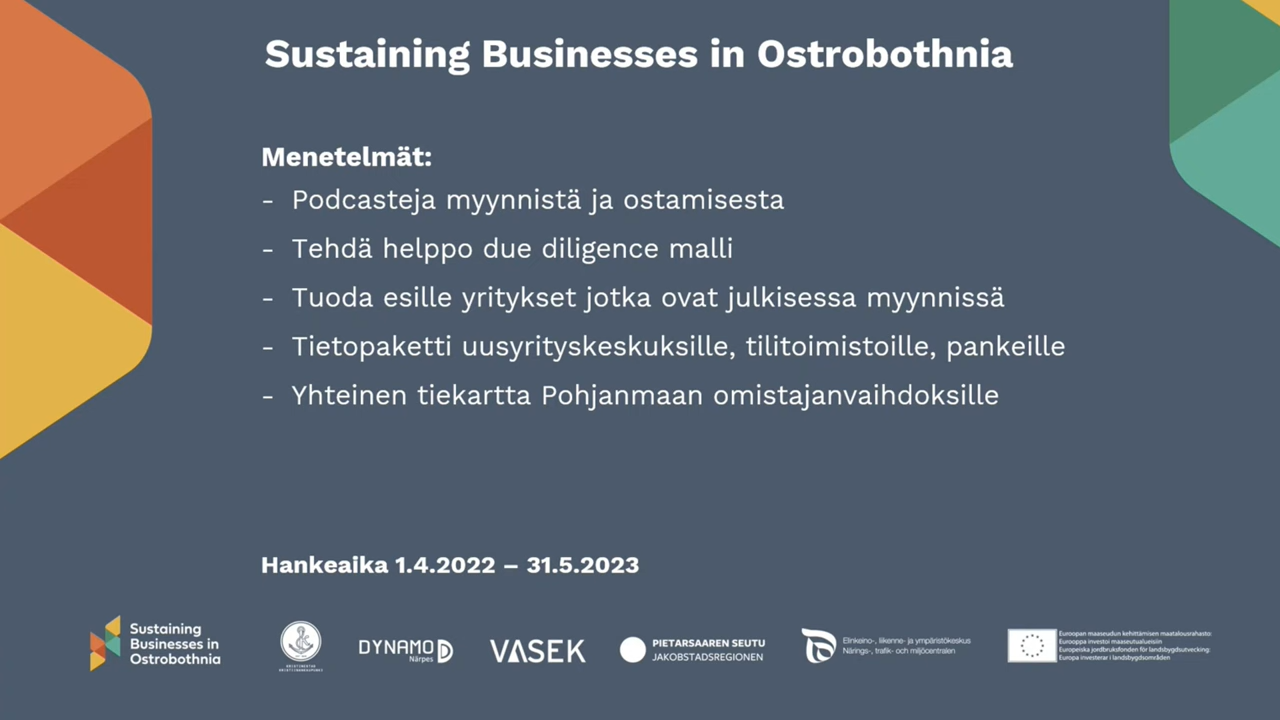 Sustaining Businesses in Ostrobothnia
Menetelmät:
- Podcasteja myynnistä ja ostamisesta
- Tehdä helppo due diligence malli
- Tuoda esille yritykset jotka ovat julkisessa myynnissä
- Tietopaketti uusyrityskeskuksille, tilitoimistoille, pankeille
- Yhteinen tiekartta Pohjanmaan omistajanvaihdoksille
Hankeaika 1.4.2022 – 31.5.2023
Sustaining
Businesses in
Ostrobothnia
KRISTINESTAD
KRISTIINANKAUPUNKI
DYNAMO
Närpes
VASEK
PIETARSAAREN SEUTU
JAKOBSTADSREGIONEN
Elinkeino-, liikenne- ja ympäristökeskus
Närings-, trafik- och miljöcentralen
Euroopan maaseudun kehittämisen maatalousrahasto:
Eurooppa investoi maaseutualueisiin
Europeiska jordbruksfonden för landsbygdsutveckling:
Europa investerar i landsbygdsområden